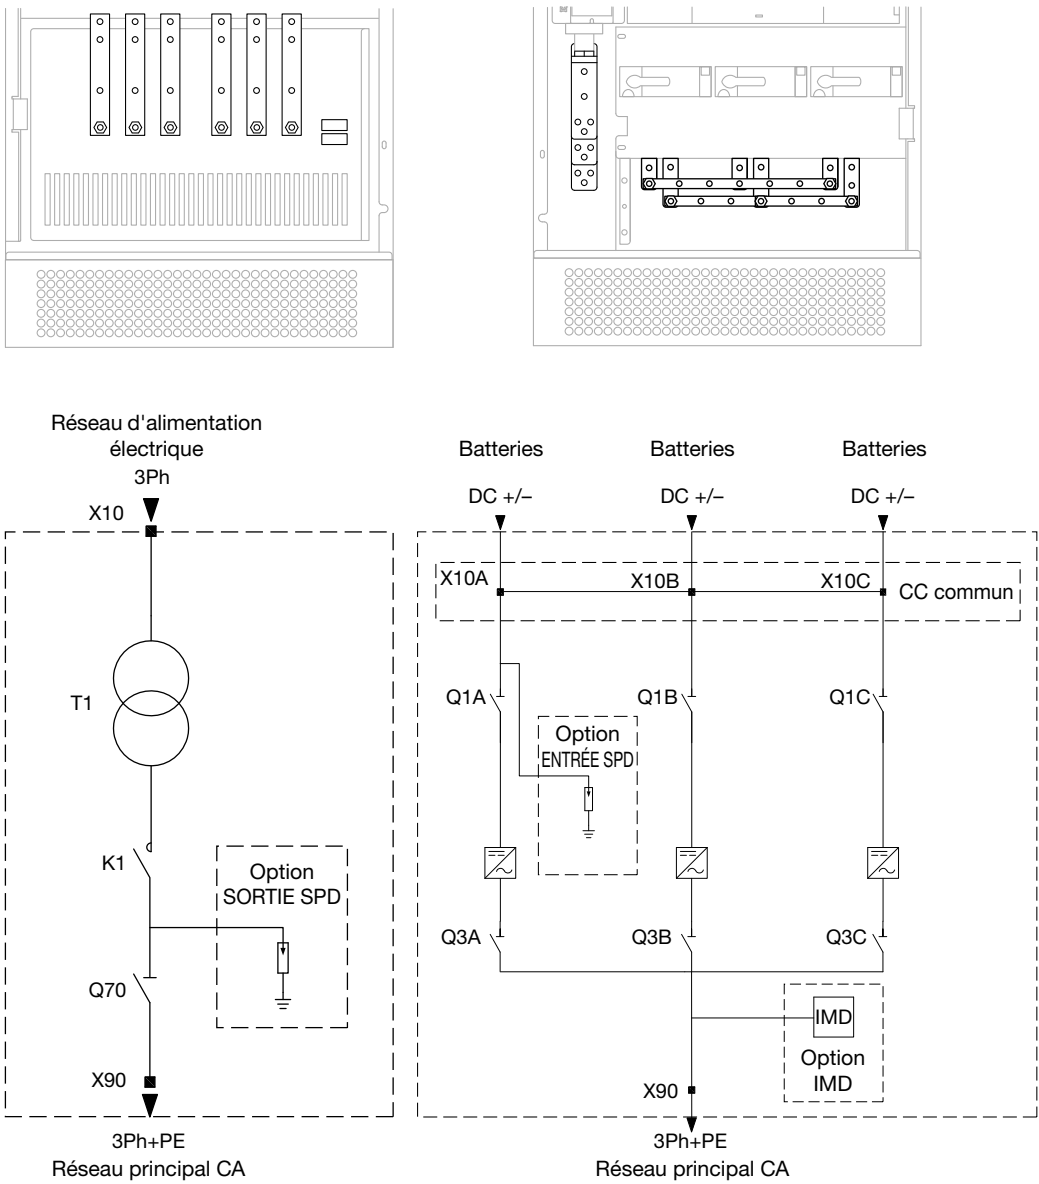 Réseau d'alimentation
électrique
3Ph
X10
T1
K1
Option
SORTIE SPD
Q70
X90
3Ph+PE
Réseau principal CA
Batteries
Batteries
Batteries
DC +/–
DC +/–
DC +/–
X10A
X10B
X10C
CC commun
Q1A
Q1B
Q1C
Option
ENTRÉE SPD
Q3A
Q3B
Q3C
IMD
Option
IMD
X90
3Ph+PE
Réseau principal CA